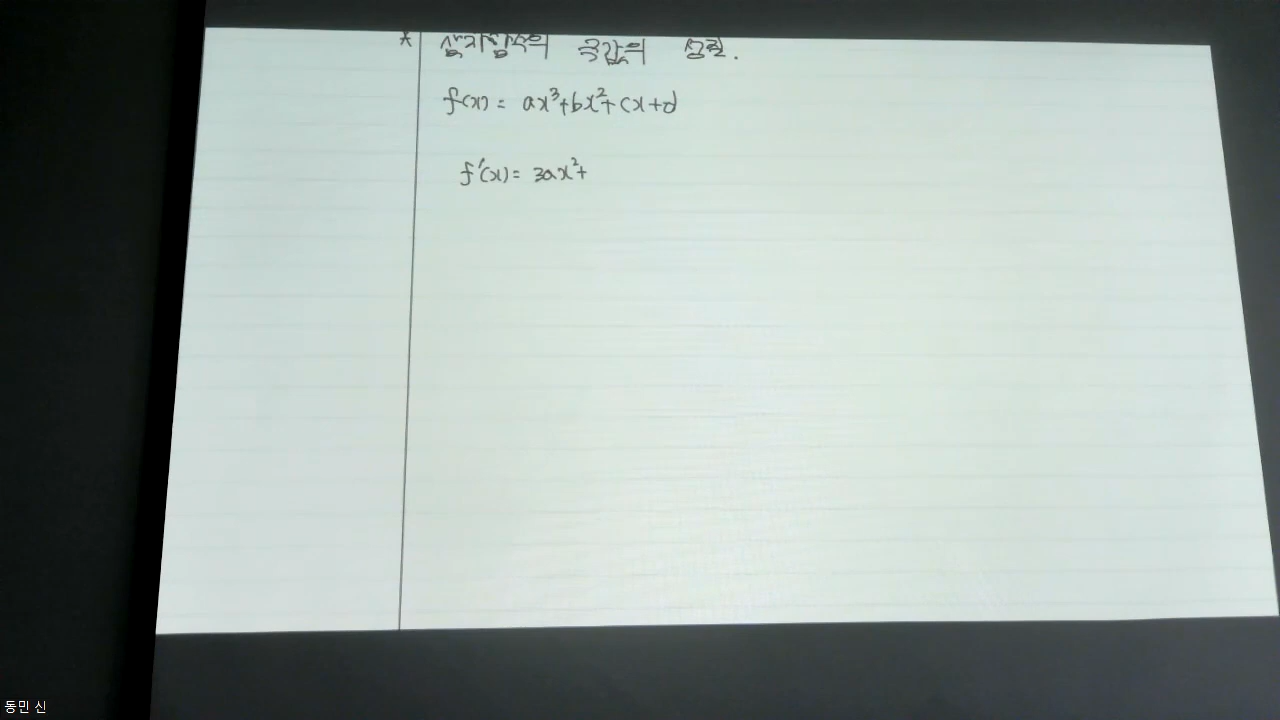 * 삼차함수의 극값의 성질.
f(x) = ax³+bx²+cx+d
f'(x) = 3ax²+
동민 신